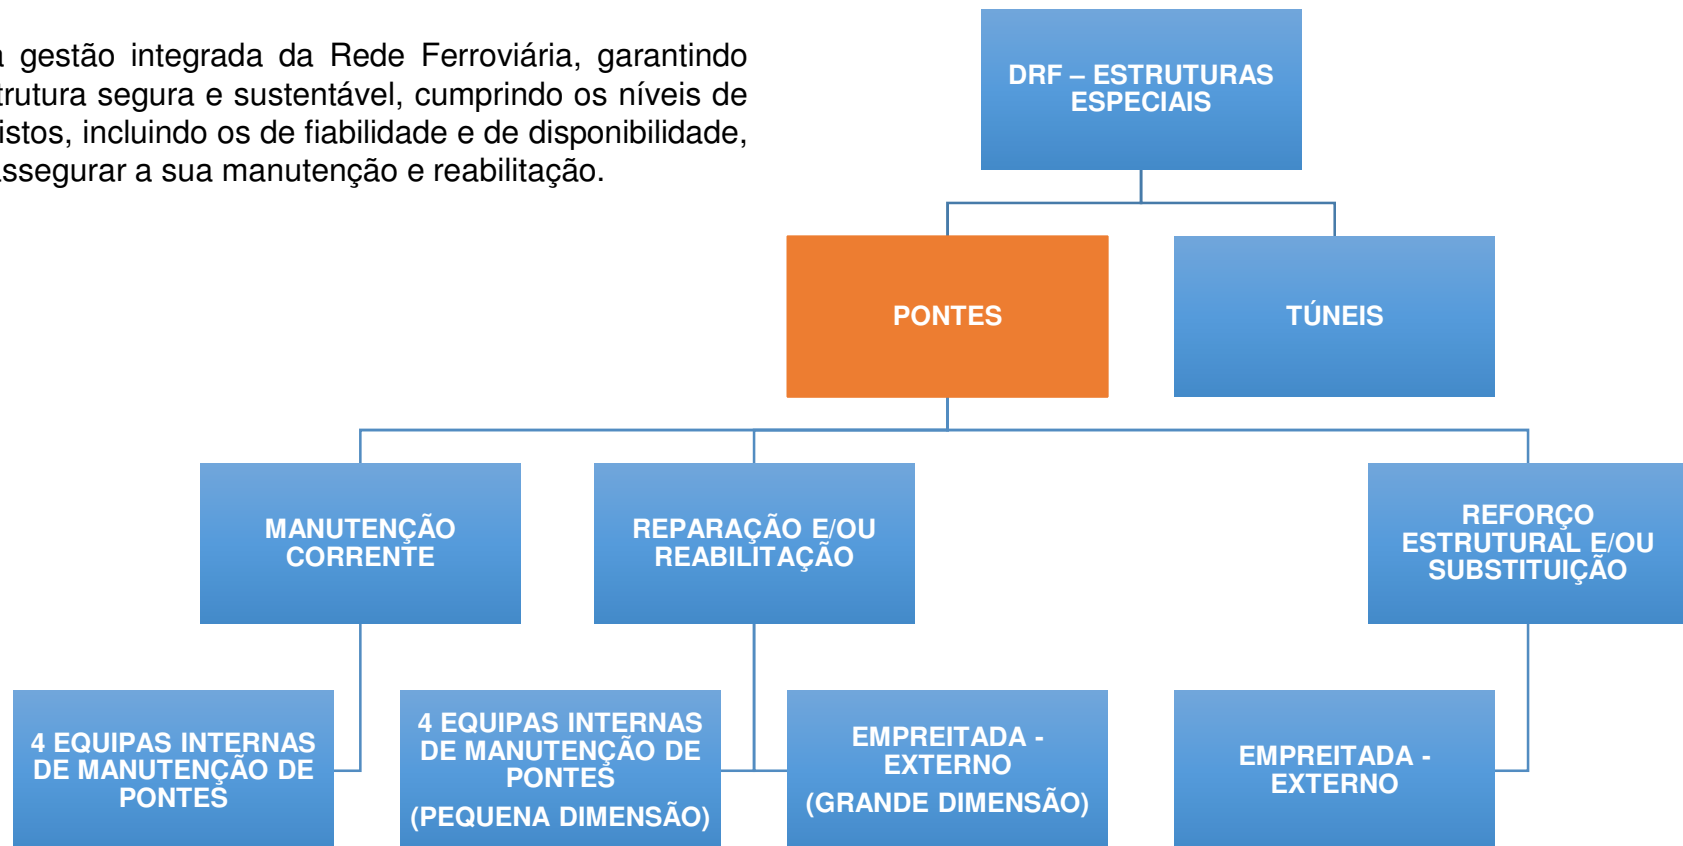 a gestão integrada da Rede Ferroviária, garantindo
trutura segura e sustentável, cumprindo os níveis de
istos, incluindo os de fiabilidade e de disponibilidade,
assegurar a sua manutenção e reabilitação.
DRF – ESTRUTURAS
ESPECIAIS
PONTES
TÚNEIS
MANUTENÇÃO
CORRENTE
REPARAÇÃO E/OU
REABILITAÇÃO
REFORÇO
ESTRUTURAL E/OU
SUBSTITUIÇÃO
4 EQUIPAS INTERNAS
DE MANUTENÇÃO DE
PONTES
4 EQUIPAS INTERNAS
DE MANUTENÇÃO DE
PONTES
(PEQUENA DIMENSÃO)
EMPREITADA -
EXTERNO
(GRANDE DIMENSÃO)
EMPREITADA -
EXTERNO